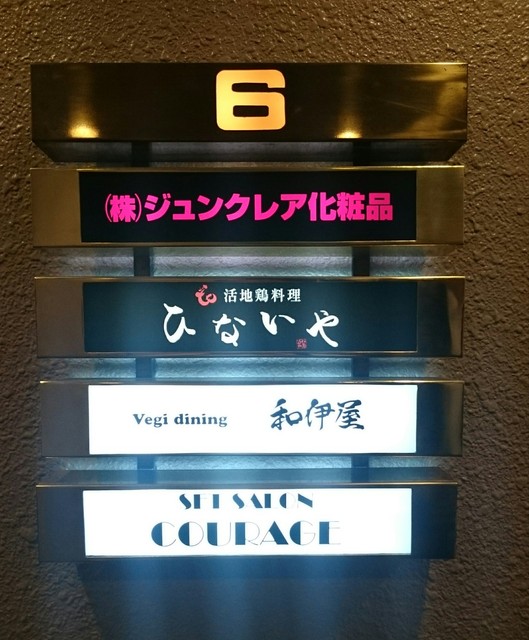 6
(株)ジュンクレア化粧品
活地鶏料理
ひないや
Vegi dining 和伊屋
SALON
COURAGE